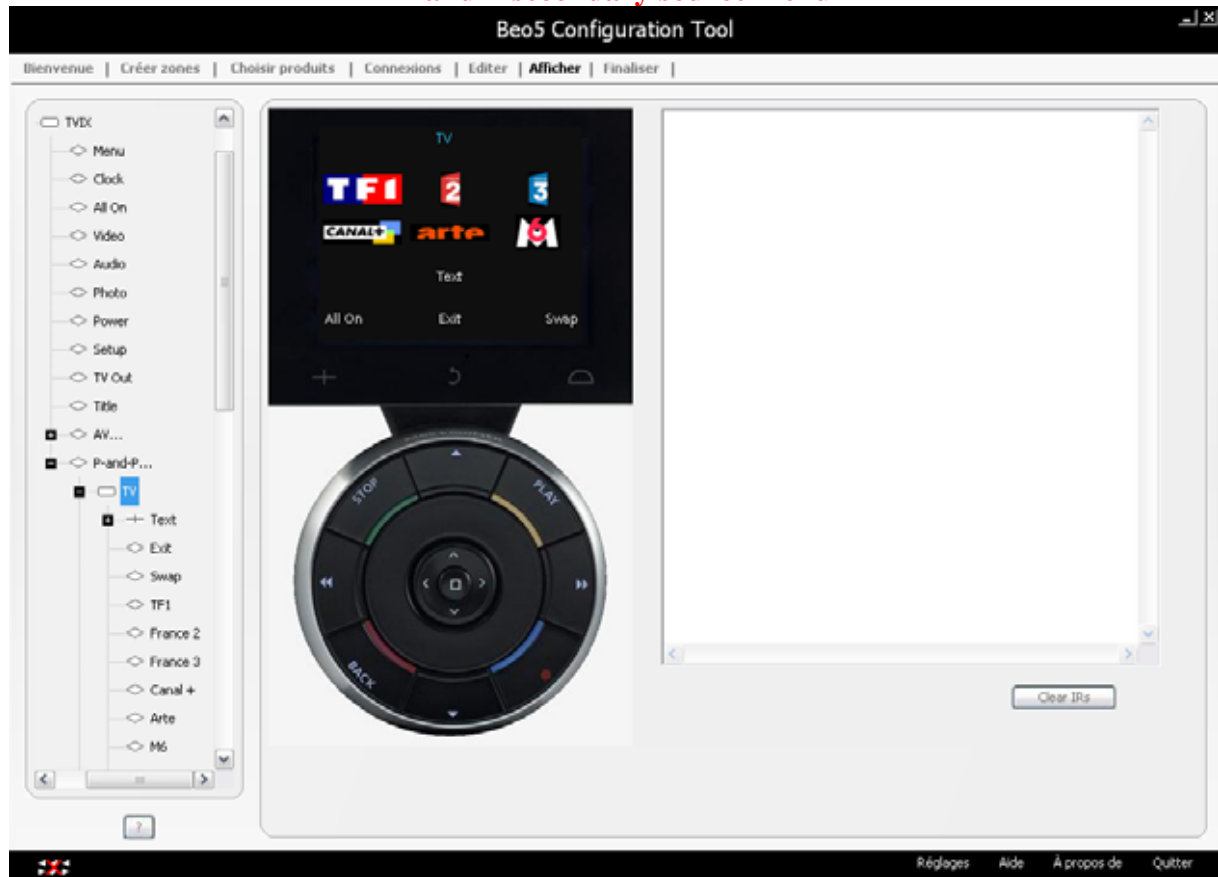 Beo5 Configuration Tool
Bienvenue | Créer zones | Choisir produits | Connexions | Editer | Afficher | Finaliser |
TVIX
Menu
Clock
All On
Video
Audio
Photo
Power
Setup
TV Out
Title
AV...
P-and-P...
TV
Text
Exit
Swap
TF1
France 2
France 3
Canal +
Arte
M6
?
TV
TF1 2 3
CANAL+ arte M6
Text
All On Exit Swap
STOP PLAY
BACK
Clear IRs
Réglages Aide À propos de Quitter